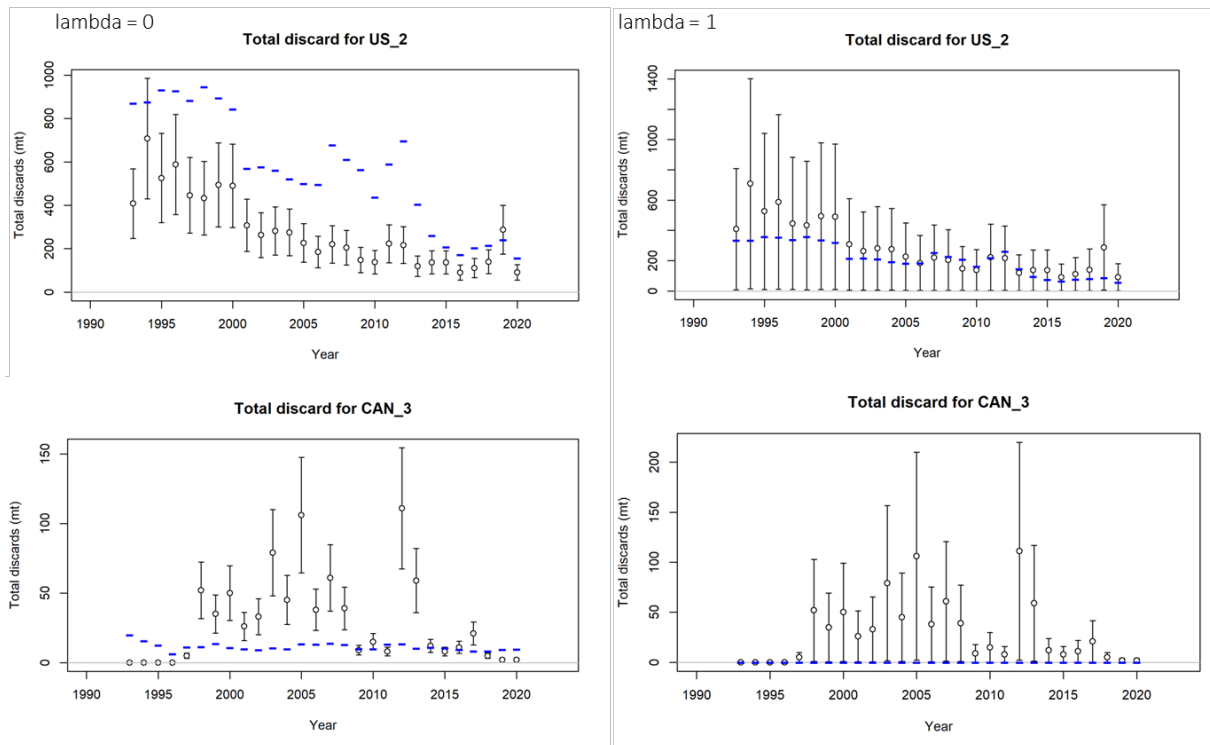 lambda = 0
Total discard for US_2
Total discards (mt)
1000
800
600
400
200
0
1990 1995 2000 2005 2010 2015 2020
Year
lambda = 1
Total discard for US_2
Total discards (mt)
1400
1000
600
200
0
1990 1995 2000 2005 2010 2015 2020
Year
Total discard for CAN_3
Total discards (mt)
150
100
50
0
1990 1995 2000 2005 2010 2015 2020
Year
Total discard for CAN_3
Total discards (mt)
200
150
100
50
0
1990 1995 2000 2005 2010 2015 2020
Year